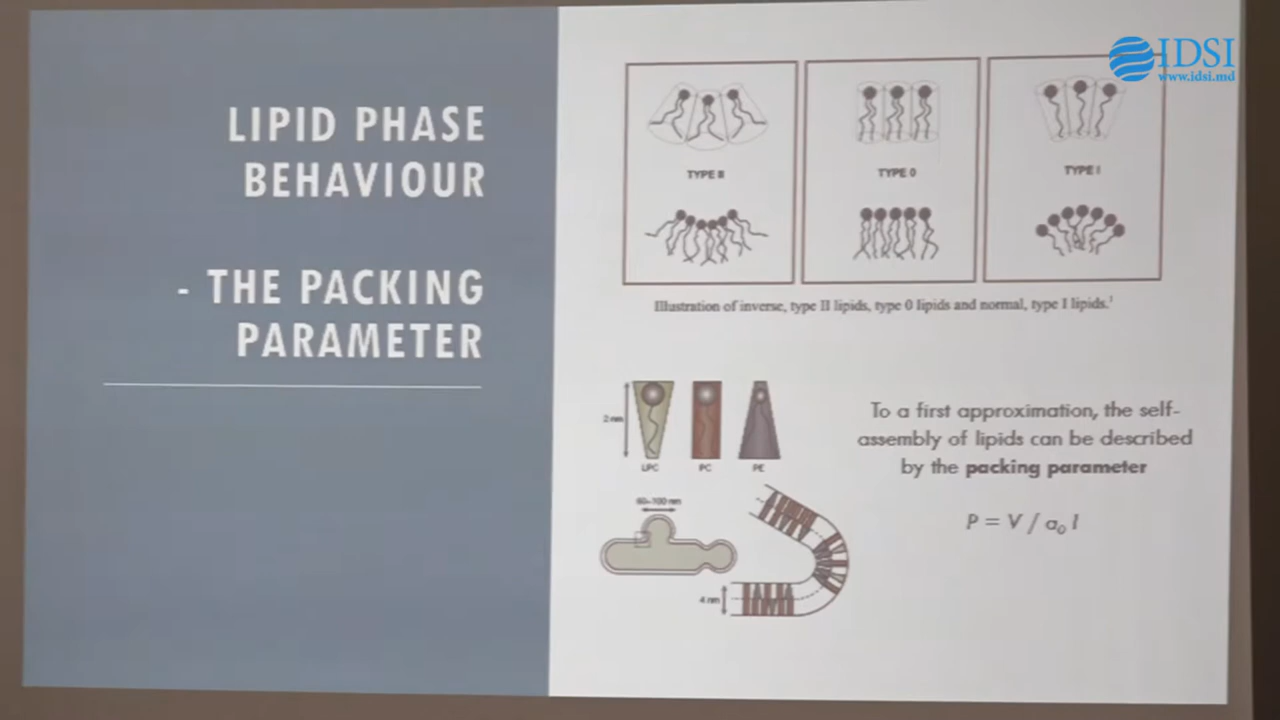 LIPID PHASE
BEHAVIOUR
- THE PACKING
PARAMETER
IDSI
www.idsi.md
TYPE II
TYPE 0
TYPE I
Illustration of inverse, type II lipids, type 0 lipids and normal, type I lipids.¹
2 nm
LPC
PC
PE
60–100 nm
4 nm
To a first approximation, the self-
assembly of lipids can be described
by the packing parameter
P = V / a₀ l